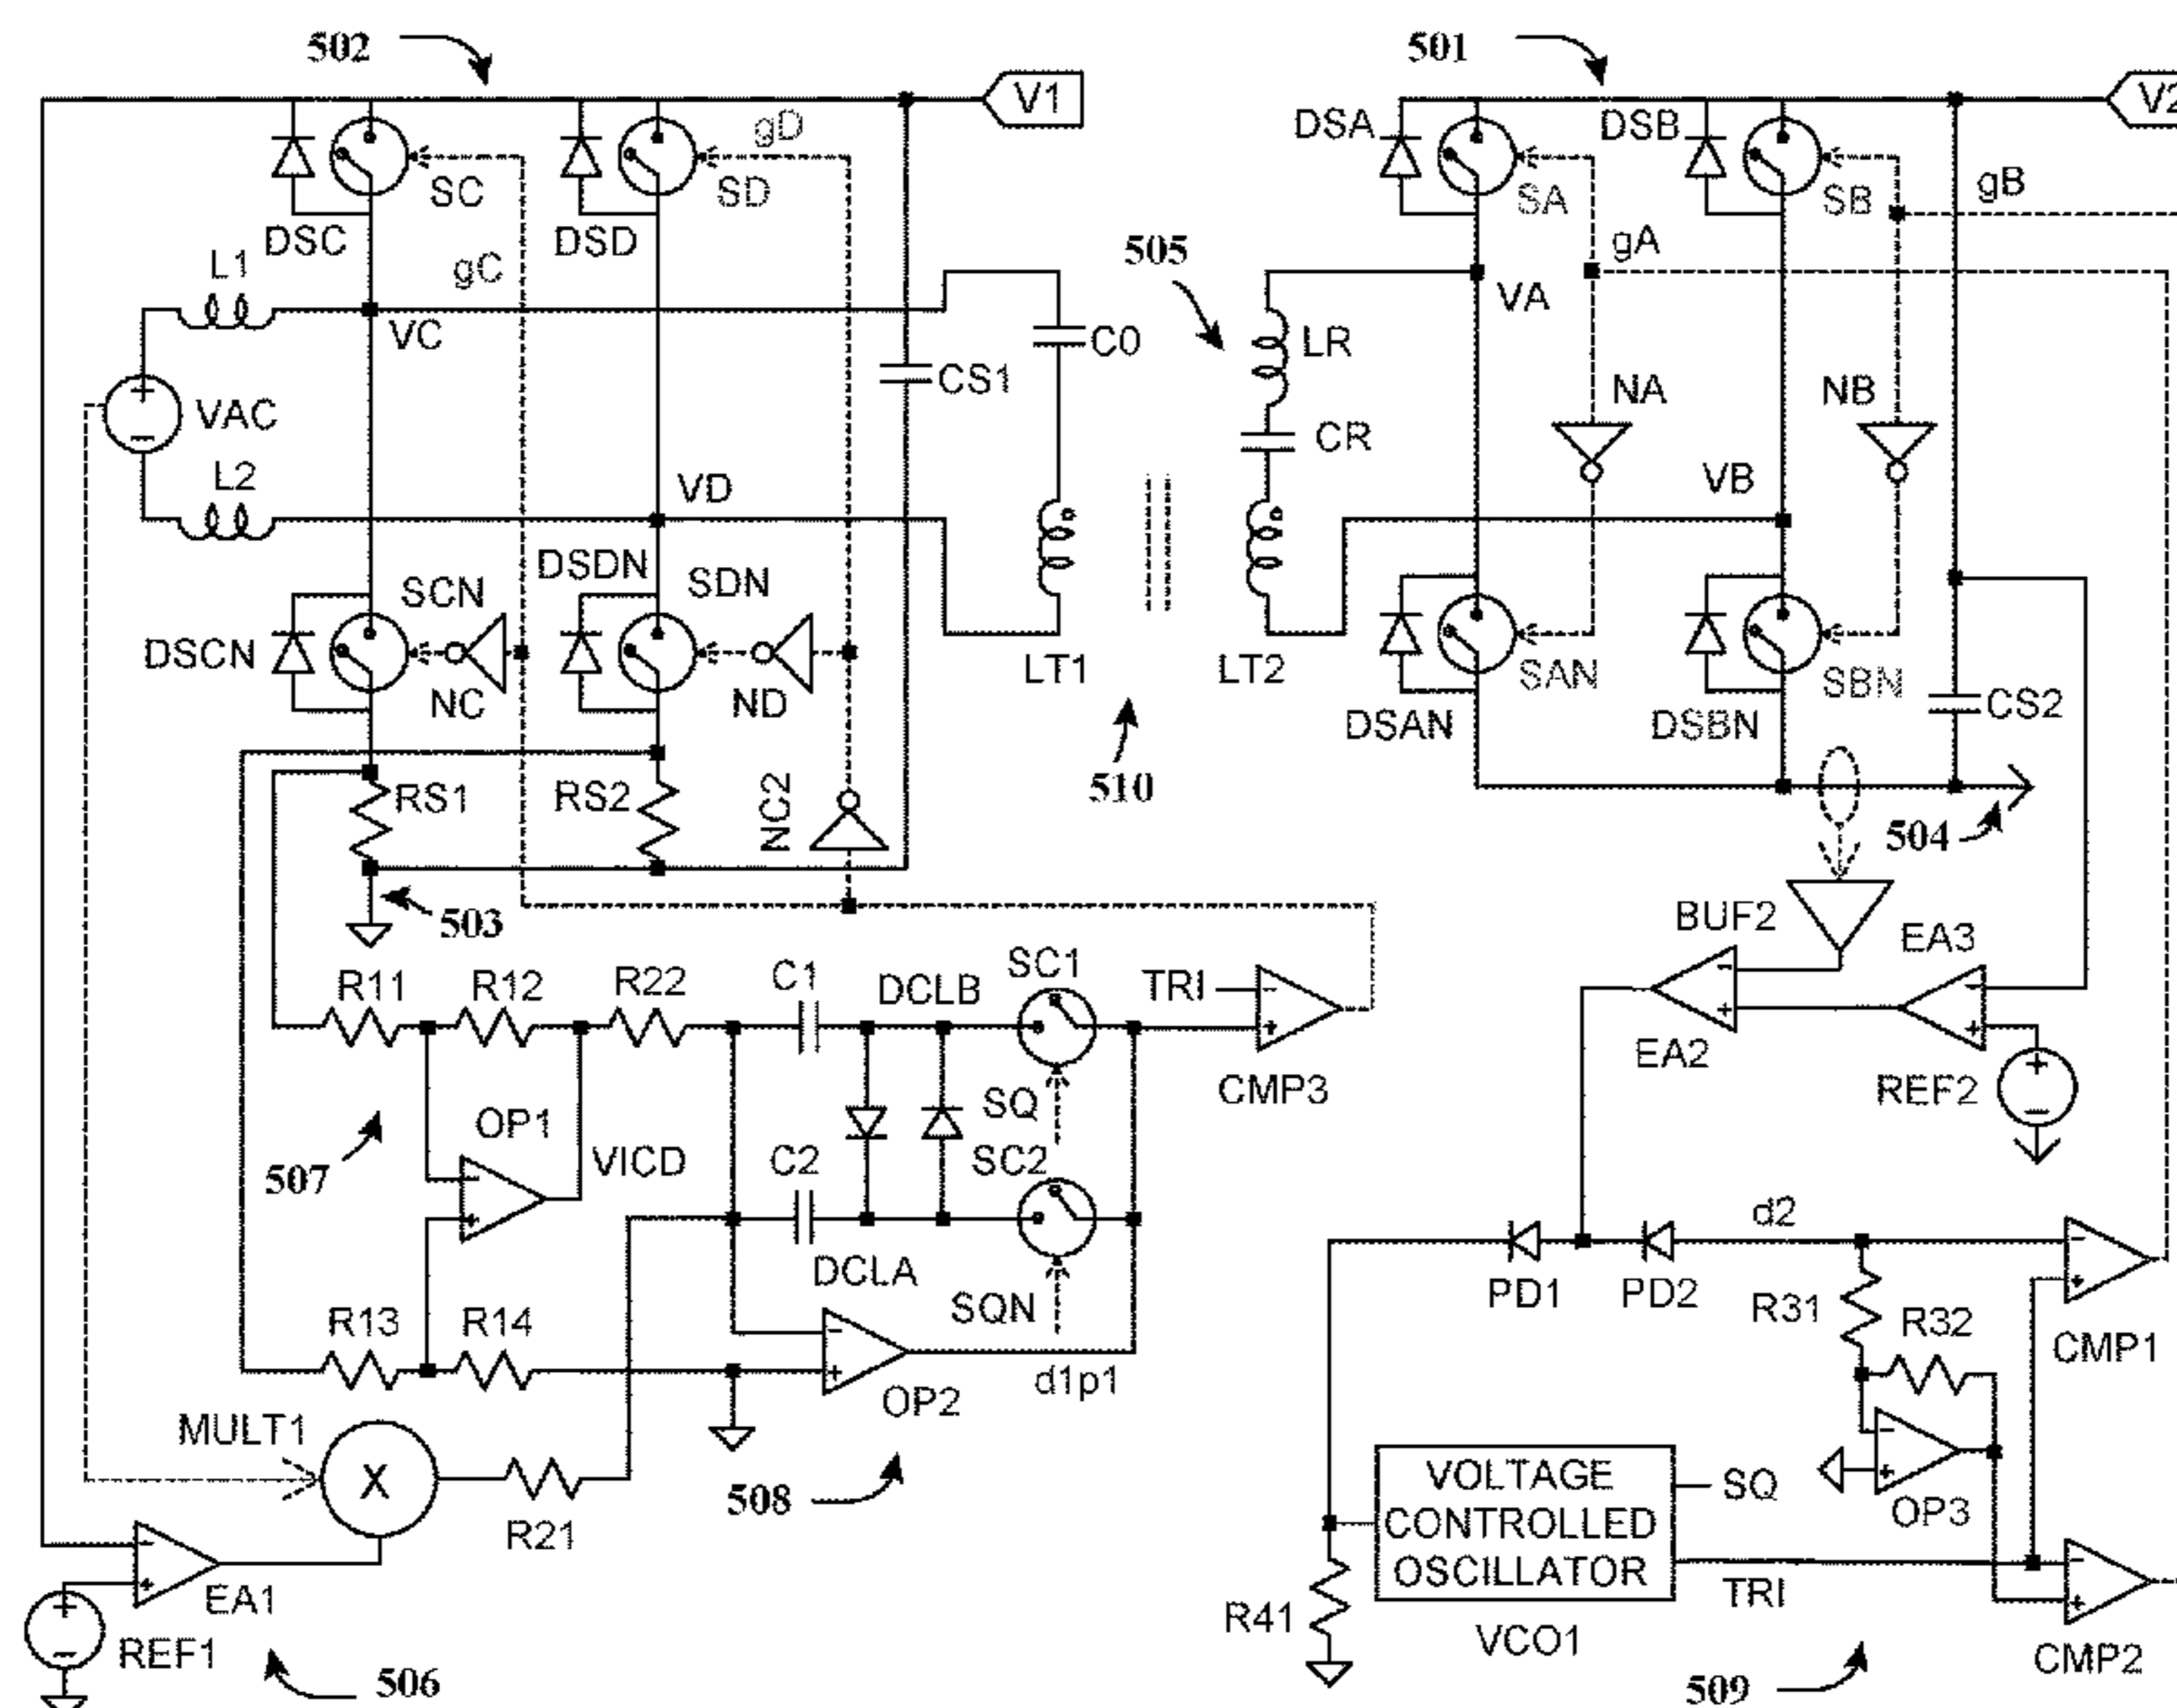 502
501
V1
V2
gD
SC
SD
DSC
DSD
gC
DSA
SA
DSB
SB
gB
gA
L1
VC
VAC
L2
VD
CS1
C0
505
LR
CR
VA
NA
NB
VB
SCN
DSDN
SDN
DSCN
NC
ND
LT1
LT2
SAN
SBN
DSAN
DSBN
CS2
RS1
RS2
NC2
510
504
503
BUF2
EA3
EA2
REF2
R11
R12
R22
C1
DCLB
SC1
TRI
CMP3
SQ
OP1
507
VICD
C2
SC2
DCLA
SQN
R13
R14
d1p1
OP2
MULT1
X
R21
508
EA1
REF1
506
d2
PD1
PD2
R31
R32
CMP1
OP3
VOLTAGE
CONTROLLED
OSCILLATOR
SQ
TRI
R41
VCO1
CMP2
509